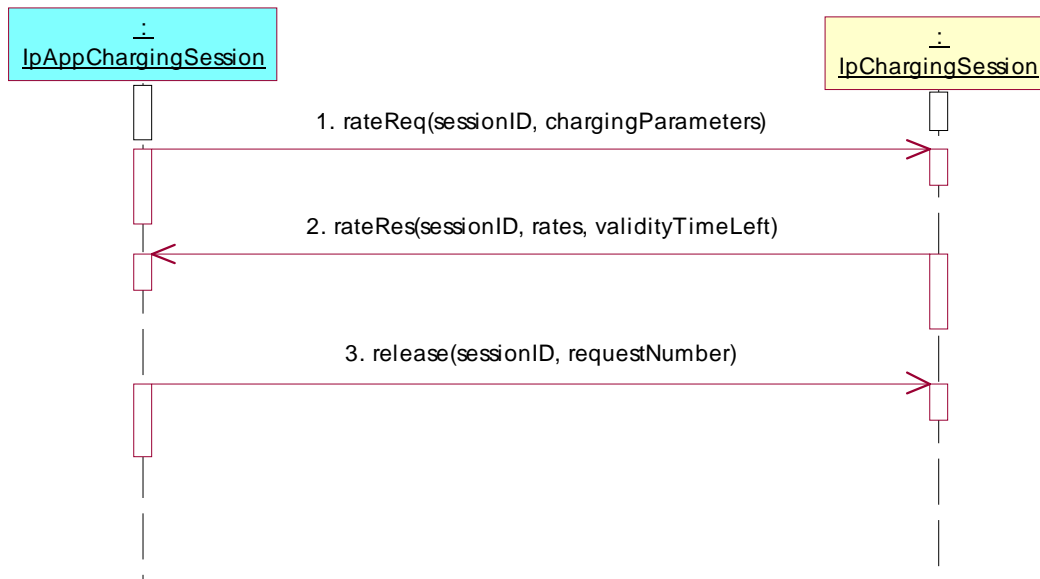 :
IpAppChargingSession
:
IpChargingSession
1. rateReq(sessionID, chargingParameters)
2. rateRes(sessionID, rates, validityTimeLeft)
3. release(sessionID, requestNumber)